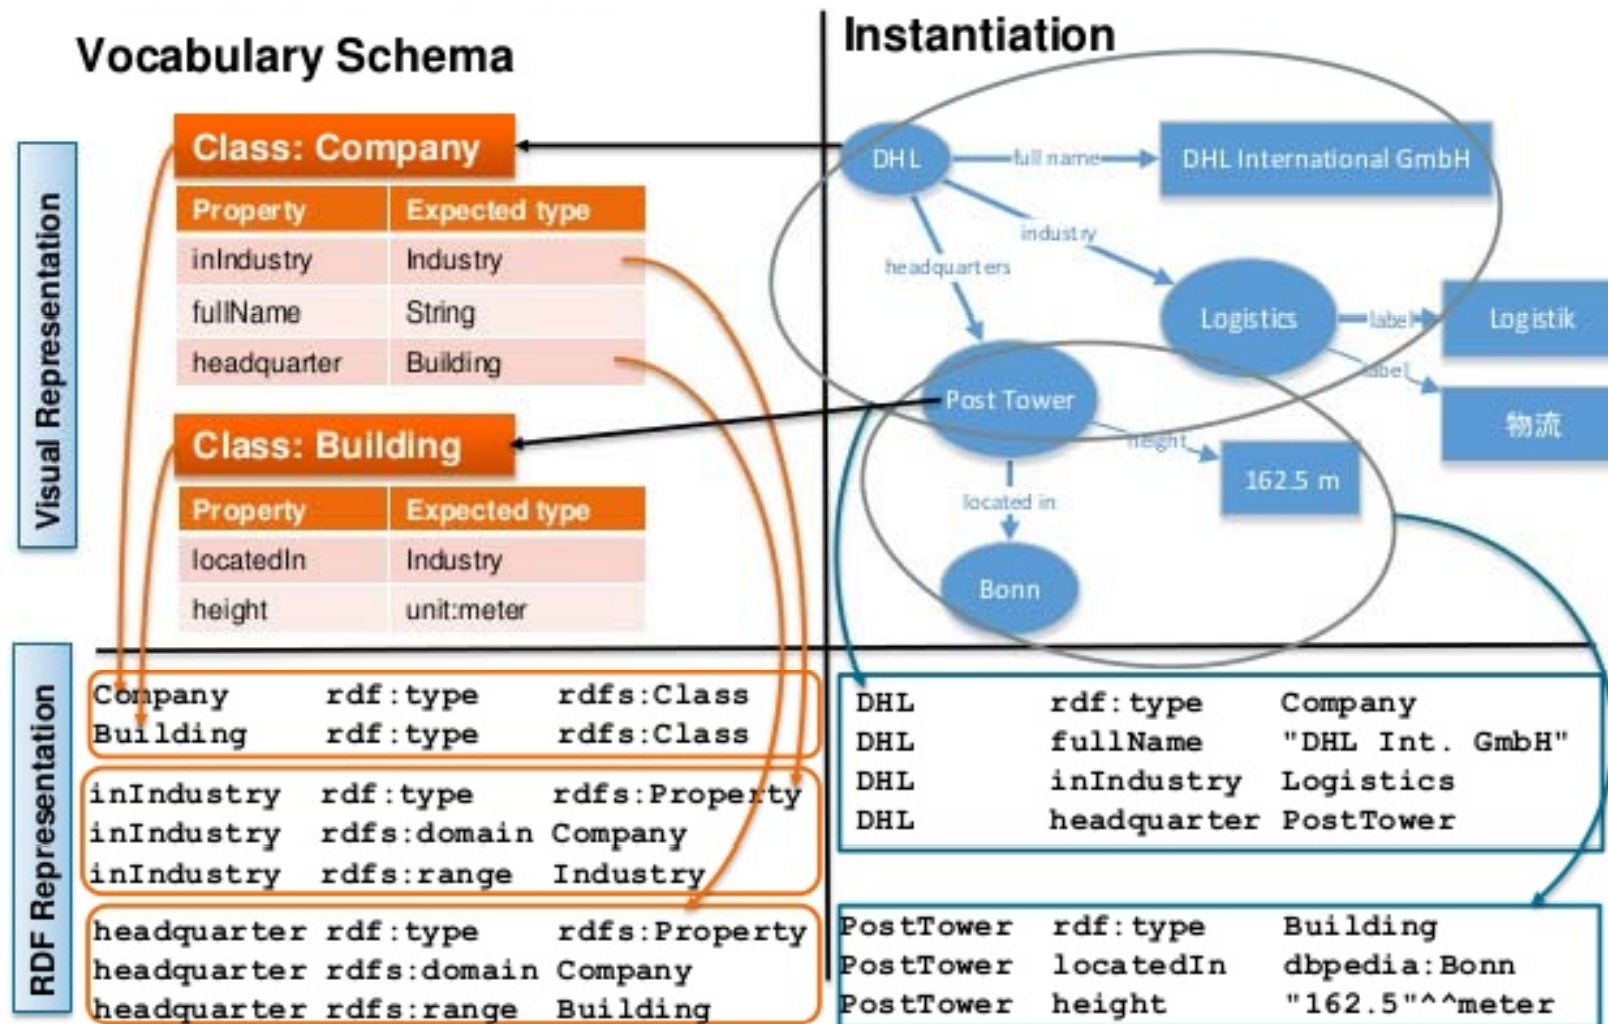 Vocabulary Schema
Instantiation
Visual Representation
Class: Company
Property Expected type
inIndustry Industry
fullName String
headquarter Building
Class: Building
Property Expected type
locatedIn Industry
height unit:meter
DHL
full name
DHL International GmbH
industry
headquarters
Logistics
label
Logistik
label
物流
Post Tower
height
162.5 m
located in
Bonn
RDF Representation
Company rdf:type rdfs:Class
Building rdf:type rdfs:Class
inIndustry rdf:type rdfs:Property
inIndustry rdfs:domain Company
inIndustry rdfs:range Industry
headquarter rdf:type rdfs:Property
headquarter rdfs:domain Company
headquarter rdfs:range Building
DHL rdf:type Company
DHL fullName "DHL Int. GmbH"
DHL inIndustry Logistics
DHL headquarter PostTower
PostTower rdf:type Building
PostTower locatedIn dbpedia:Bonn
PostTower height "162.5"^^meter